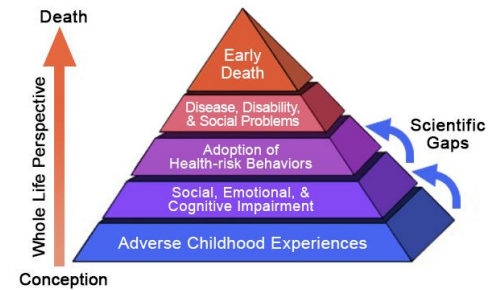 Death
Whole Life Perspective
Conception
Early
Death
Disease, Disability,
& Social Problems
Adoption of
Health-risk Behaviors
Social, Emotional, &
Cognitive Impairment
Adverse Childhood Experiences
Scientific
Gaps